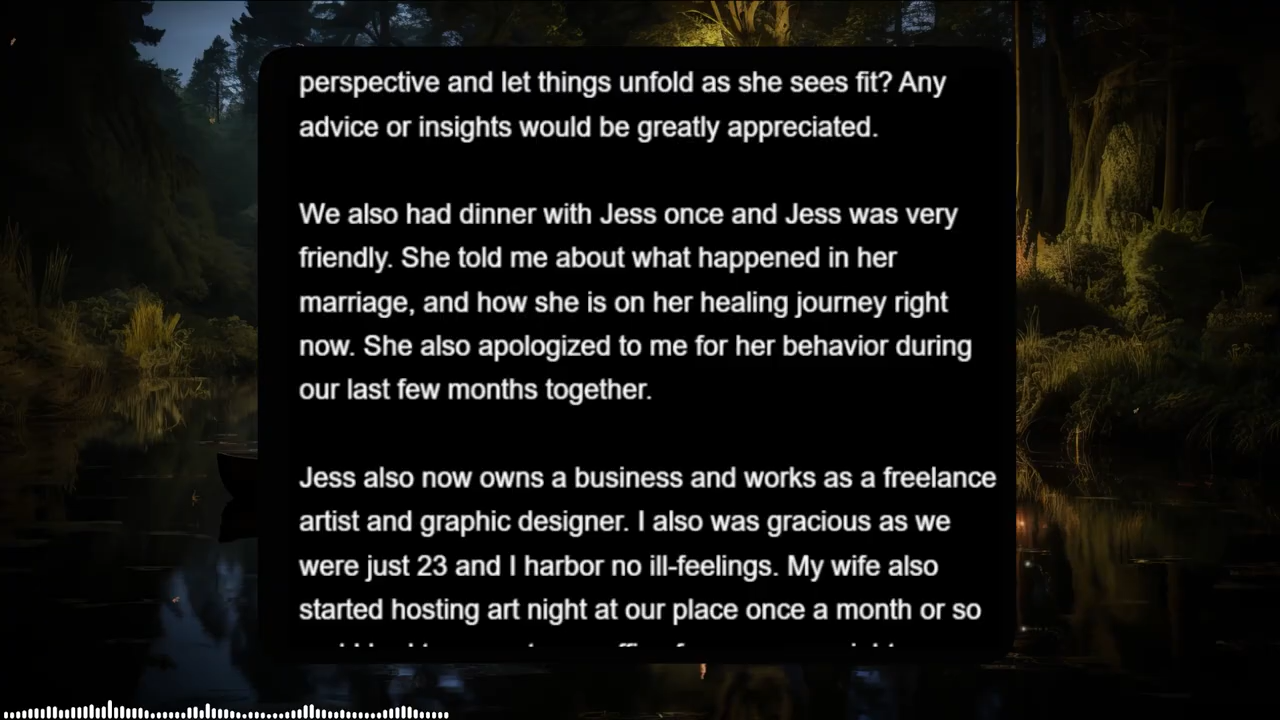 perspective and let things unfold as she sees fit? Any
advice or insights would be greatly appreciated.
We also had dinner with Jess once and Jess was very
friendly. She told me about what happened in her
marriage, and how she is on her healing journey right
now. She also apologized to me for her behavior during
our last few months together.
Jess also now owns a business and works as a freelance
artist and graphic designer. I also was gracious as we
were just 23 and I harbor no ill-feelings. My wife also
started hosting art night at our place once a month or so